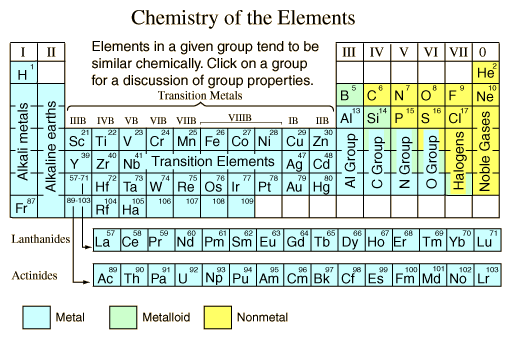 Chemistry of the Elements
I II III IV V VI VII 0
Elements in a given group tend to be
similar chemically. Click on a group
for a discussion of group properties.
Transition Metals
H 1 He 2
B 5 C 6 N 7 O 8 F 9 Ne 10
IIIB IVB VB VIB VIIB VIIIB IB IIB
Al 13 Si 14 P 15 S 16 Cl 17
Sc 21 Ti 22 V 23 Cr 24 Mn 25 Fe 26 Co 27 Ni 28 Cu 29 Zn 30
Y 39 Zr 40 Nb 41 Transition Elements Ag 47 Cd 48
57-71 Hf 72 Ta 73 W 74 Re 75 Os 76 Ir 77 Pt 78 Au 79 Hg 80
Fr 87 89-103 Rf 104 Ha 105 106 107 108 109
Alkali metals
Alkaline earths
Al Group
C Group
N Group
O Group
Halogens
Noble Gases
Lanthanides La 57 Ce 58 Pr 59 Nd 60 Pm 61 Sm 62 Eu 63 Gd 64 Tb 65 Dy 66 Ho 67 Er 68 Tm 69 Yb 70 Lu 71
Actinides Ac 89 Th 90 Pa 91 U 92 Np 93 Pu 94 Am 95 Cm 96 Bk 97 Cf 98 Es 99 Fm 100 Md 101 No 102 Lr 103
Metal Metalloid Nonmetal